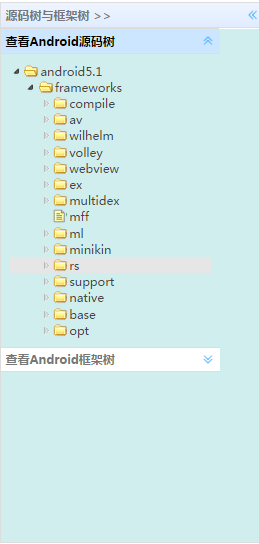 源码树与框架树 >>
查看Android源码树
android5.1
frameworks
compile
av
wilhelm
volley
webview
ex
multidex
mff
ml
minikin
rs
support
native
base
opt
查看Android框架树